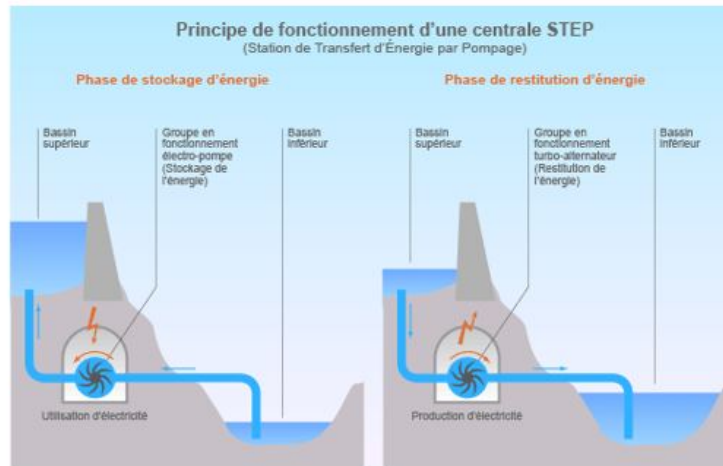 Principe de fonctionnement d'une centrale STEP
(Station de Transfert d'Énergie par Pompage)
Phase de stockage d'énergie
Bassin
supérieur
Groupe en
fonctionnement
électro-pompe
(Stockage de
l'énergie)
Bassin
inférieur
Utilisation d'électricité
Phase de restitution d'énergie
Bassin
supérieur
Groupe en
fonctionnement
turbo-alternateur
(Restitution de
l'énergie)
Bassin
inférieur
Production d'électricité